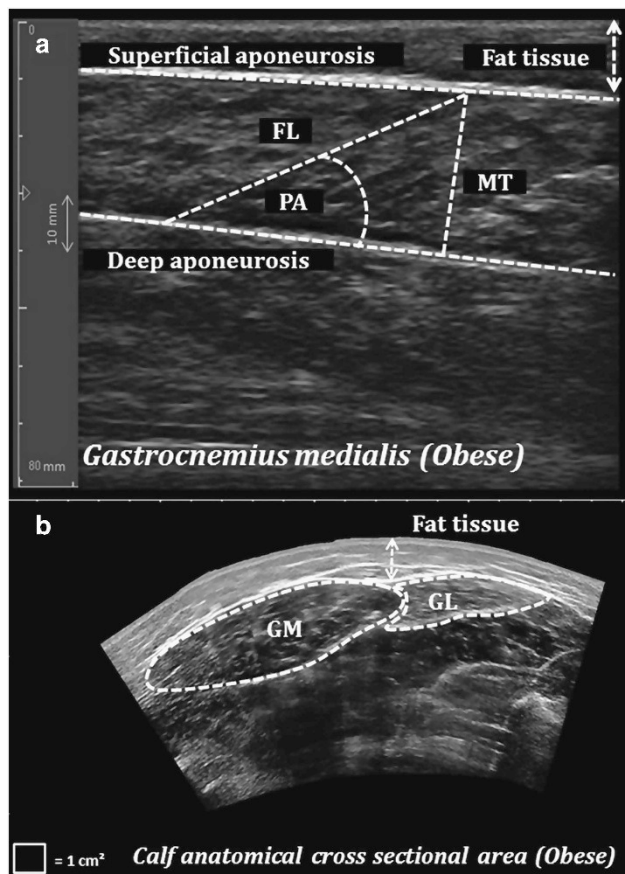 0
a
Superficial aponeurosis
Fat tissue
FL
MT
PA
10 mm
Deep aponeurosis
80 mm
Gastrocnemius medialis (Obese)
b
Fat tissue
GM
GL
= 1 cm²
Calf anatomical cross sectional area (Obese)